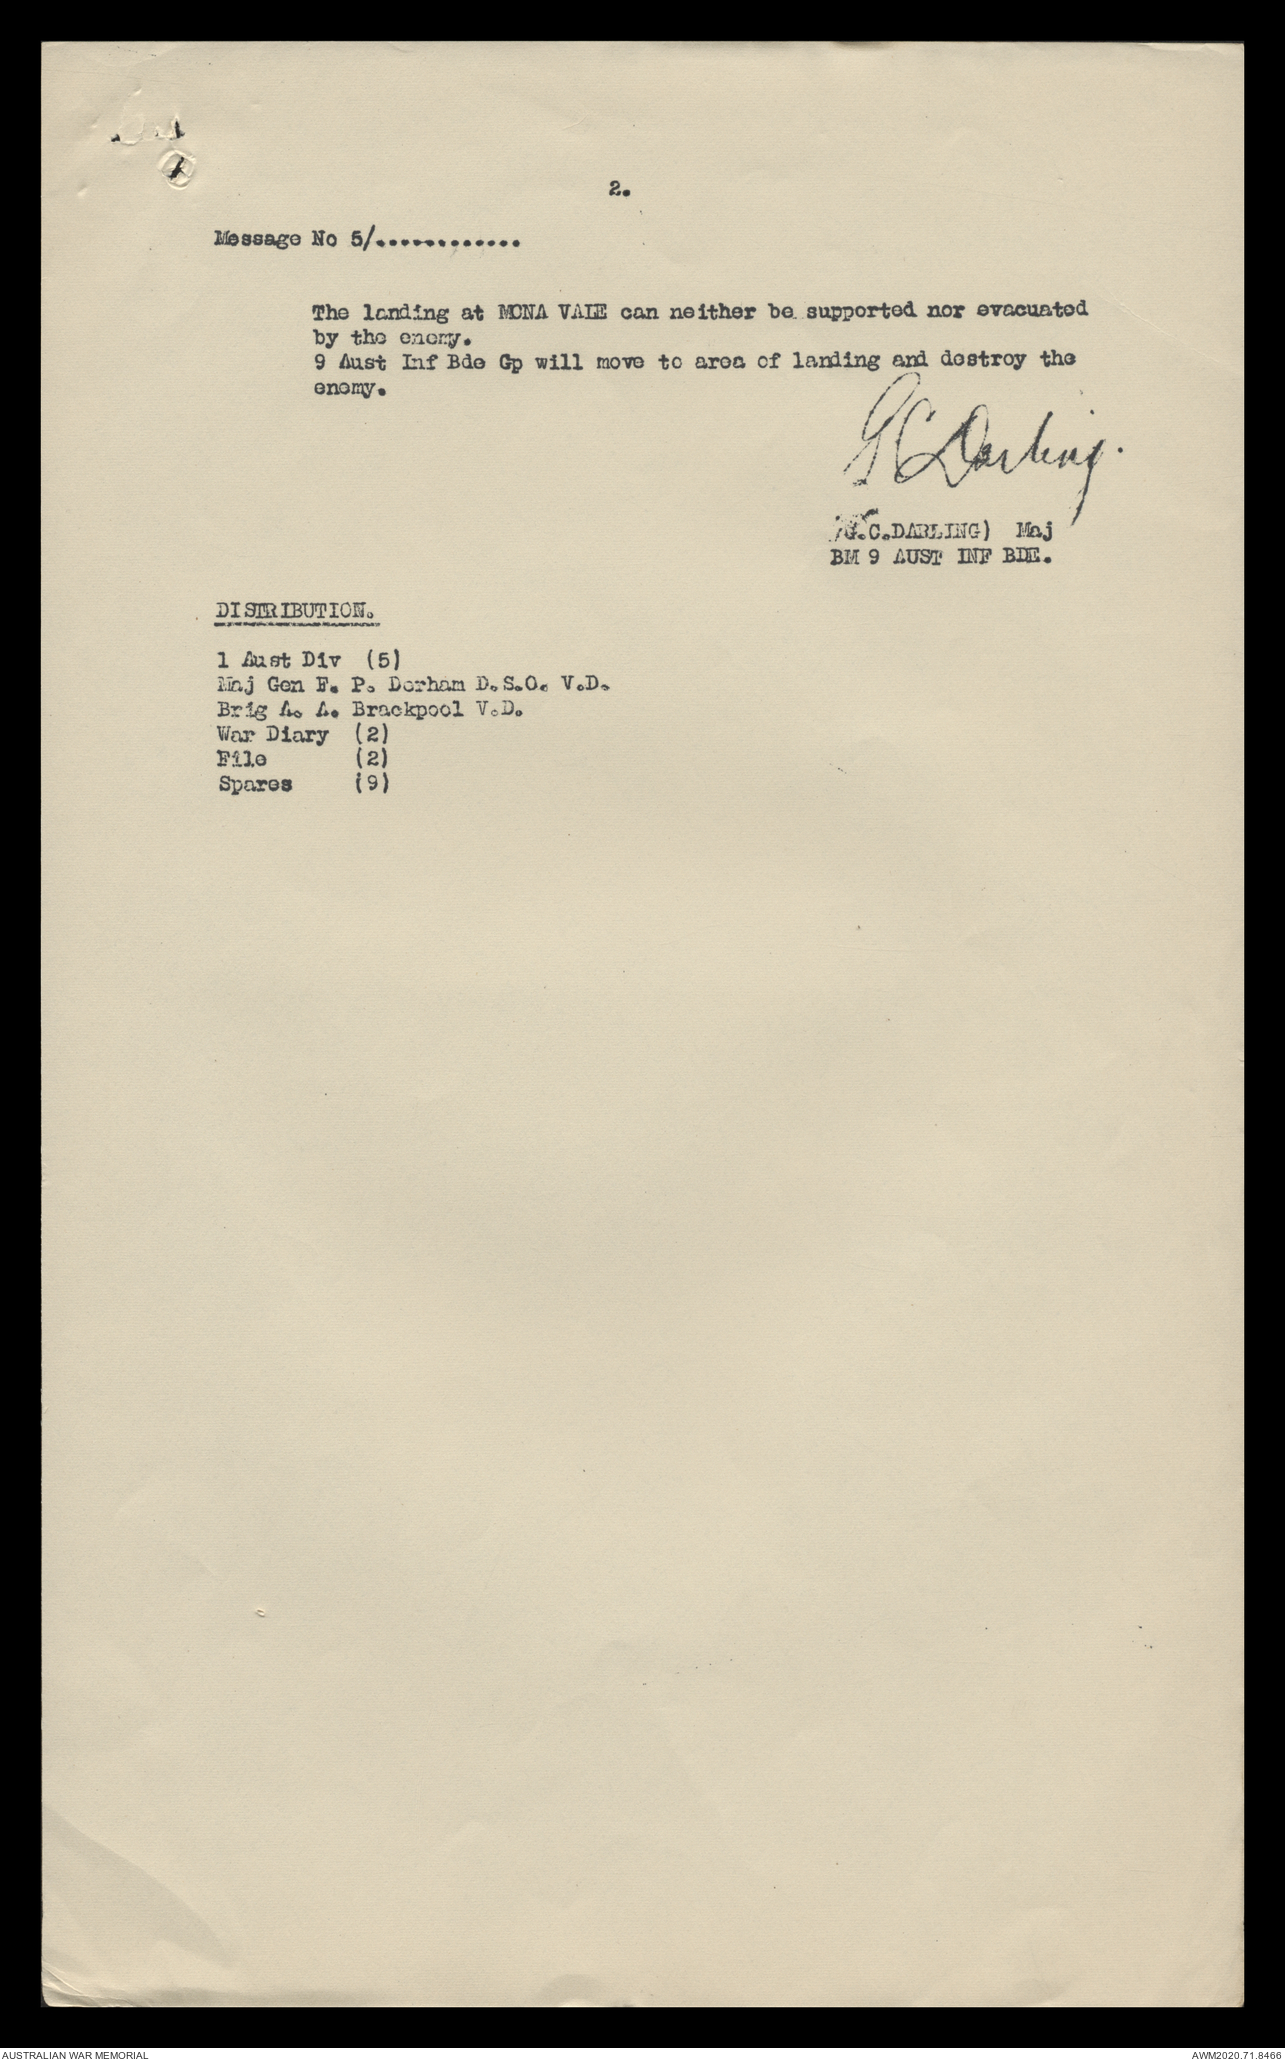 2.
Message No 5/.............
The landing at MONA VALE can neither be supported nor evacuated
by the enemy.
9 Aust Inf Bde Gp will move to area of landing and destroy the
enemy.
G C Darling.
(G.C.DARLING) Maj
BM 9 AUST INF BDE.
DISTRIBUTION.
1 Aust Div (5)
Maj Gen F. P. Derham D.S.O. V.D.
Brig A. A. Brackpool V.D.
War Diary (2)
File (2)
Spares (9)
AUSTRALIAN WAR MEMORIAL
AWM2020.71.8466